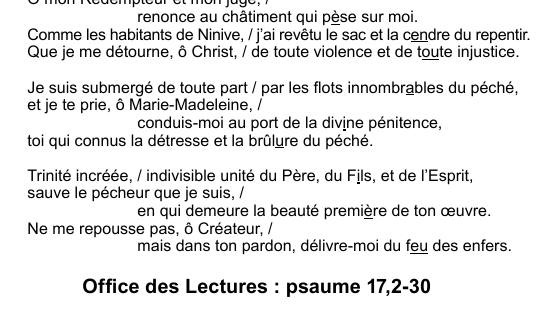 Ô mon Rédempteur et mon juge, /
renonce au châtiment qui pèse sur moi.
Comme les habitants de Ninive, / j’ai revêtu le sac et la cendre du repentir.
Que je me détourne, ô Christ, / de toute violence et de toute injustice.
Je suis submergé de toute part / par les flots innombrables du péché,
et je te prie, ô Marie-Madeleine, /
conduis-moi au port de la divine pénitence,
toi qui connus la détresse et la brûlure du péché.
Trinité incréée, / indivisible unité du Père, du Fils, et de l’Esprit,
sauve le pécheur que je suis, /
en qui demeure la beauté première de ton œuvre.
Ne me repousse pas, ô Créateur, /
mais dans ton pardon, délivre-moi du feu des enfers.
Office des Lectures : psaume 17,2-30